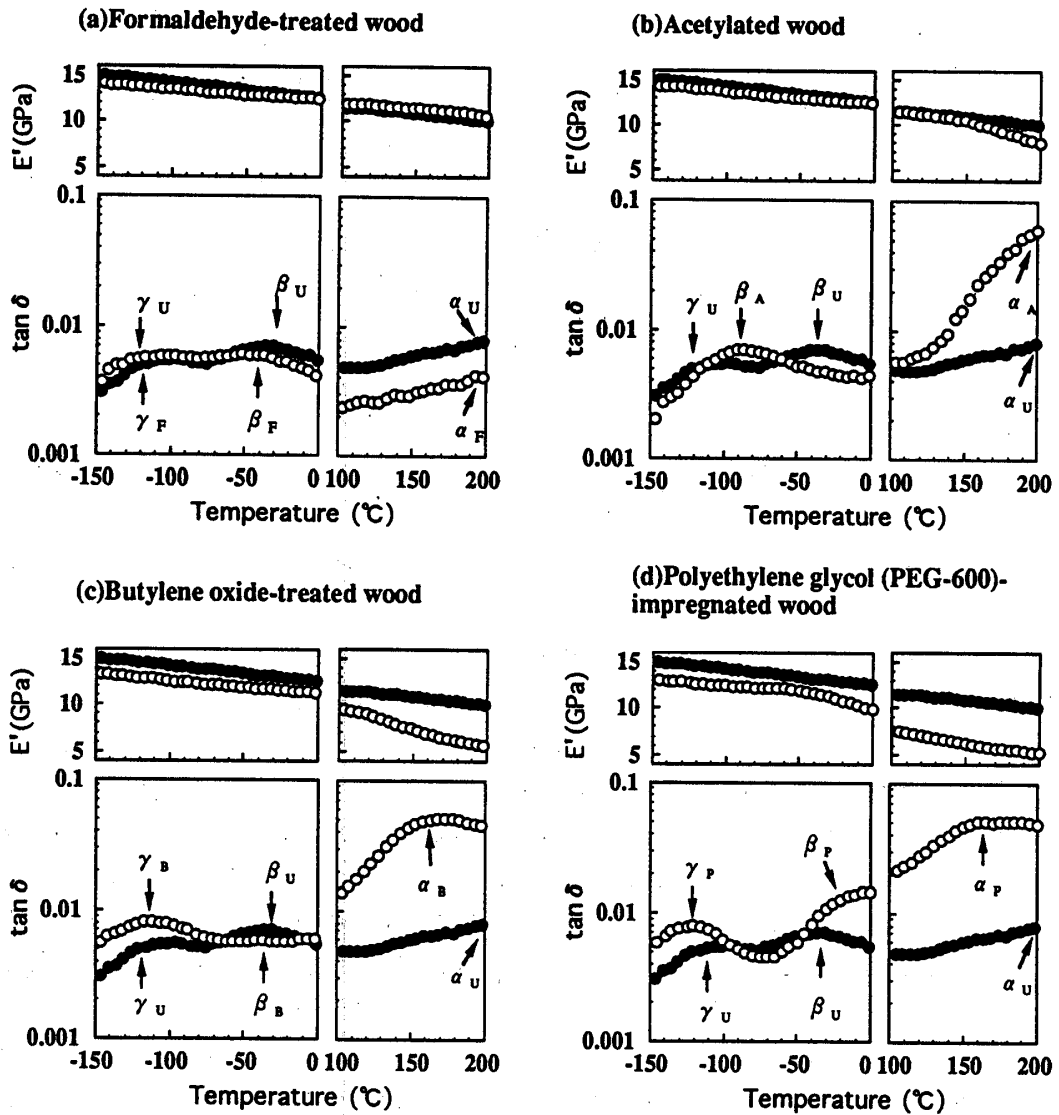 (a)Formaldehyde-treated wood
E'(GPa)
15
10
5
tan δ
0.1
0.01
0.001
γ U
β U
α U
γ F
β F
α F
-150 -100 -50 0 100 150 200
Temperature (℃)
(b)Acetylated wood
E'(GPa)
15
10
5
tan δ
0.1
0.01
0.001
γ U
β A
β U
α A
α U
-150 -100 -50 0 100 150 200
Temperature (℃)
(c)Butylene oxide-treated wood
E'(GPa)
15
10
5
tan δ
0.1
0.01
0.001
γ B
β U
α B
γ U
β B
α U
-150 -100 -50 0 100 150 200
Temperature (℃)
(d)Polyethylene glycol (PEG-600)-
impregnated wood
E'(GPa)
15
10
5
tan δ
0.1
0.01
0.001
γ P
β P
α P
γ U
β U
α U
-150 -100 -50 0 100 150 200
Temperature (℃)